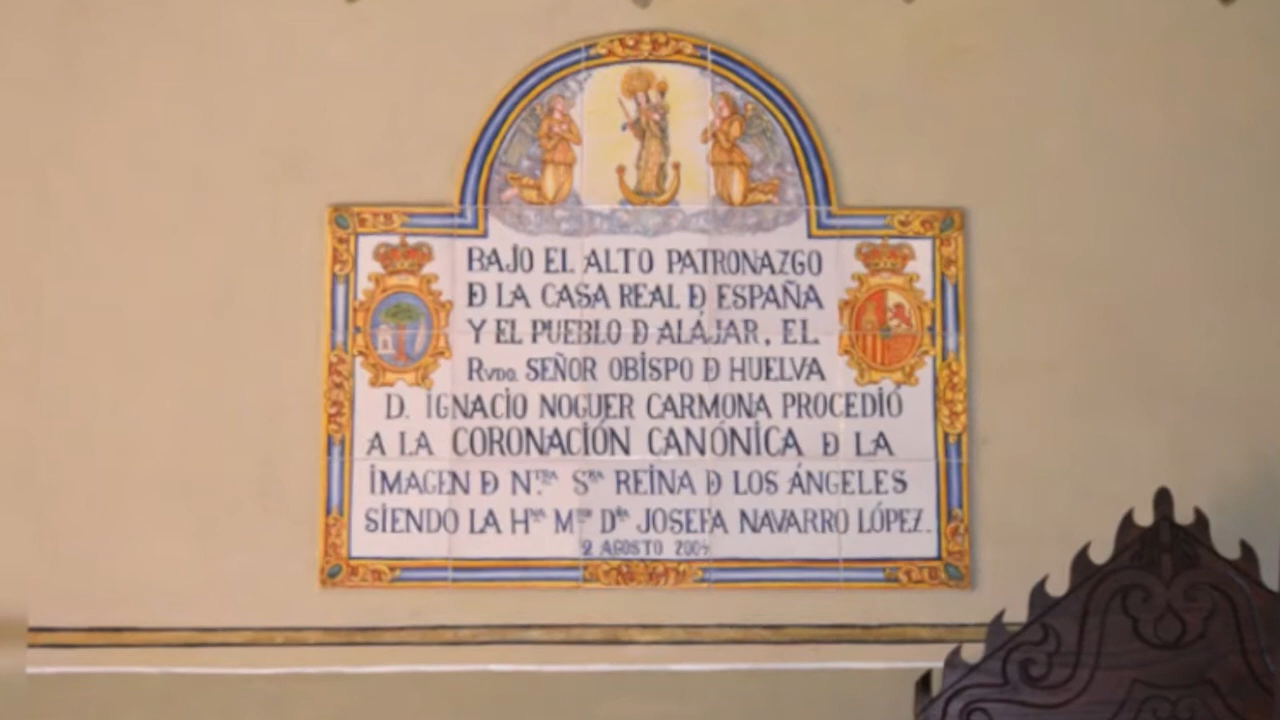 BAJO EL ALTO PATRONAZGO
Đ LA CASA REAL Đ ESPAÑA
Y EL PUEBLO Đ ALÁJAR, EL
RVDO. SEÑOR OBISPO Đ HUELVA
D. IGNACIO NOGUER CARMONA PROCEDIÓ
A LA CORONACIÓN CANÓNICA Đ LA
IMAGEN Đ N.TRA SRA REINA Đ LOS ÁNGELES
SIENDO LA HNA MYR DÑA JOSEFA NAVARRO LÓPEZ.
2 AGOSTO